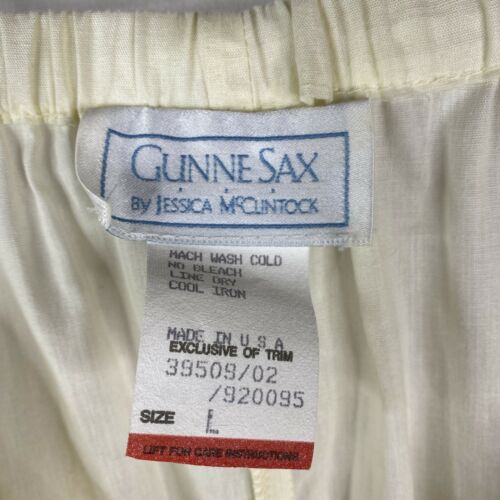 GUNNE SAX
BY JESSICA McCLINTOCK
MACH WASH COLD
NO BLEACH
LINE DRY
COOL IRON
MADE IN U S A
EXCLUSIVE OF TRIM
39509/02
/920095
SIZE L
LIFT FOR CARE INSTRUCTIONS